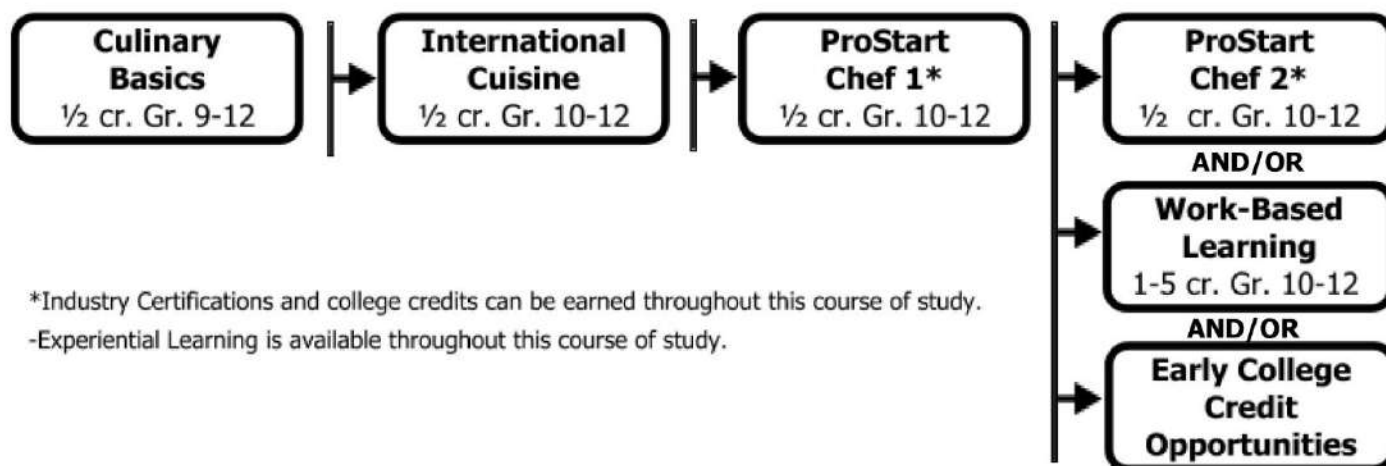 Culinary
Basics
½ cr. Gr. 9-12
International
Cuisine
½ cr. Gr. 10-12
ProStart
Chef 1*
½ cr. Gr. 10-12
ProStart
Chef 2*
½ cr. Gr. 10-12
AND/OR
Work-Based
Learning
1-5 cr. Gr. 10-12
AND/OR
Early College
Credit
Opportunities
*Industry Certifications and college credits can be earned throughout this course of study.
-Experiential Learning is available throughout this course of study.